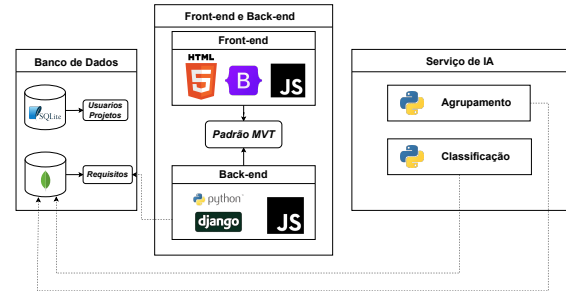 Front-end e Back-end
Front-end
HTML
5
B
JS
Padrão MVT
Back-end
python
django
JS
Banco de Dados
SQLite
Usuarios
Projetos
Requisitos
Serviço de IA
Agrupamento
Classificação